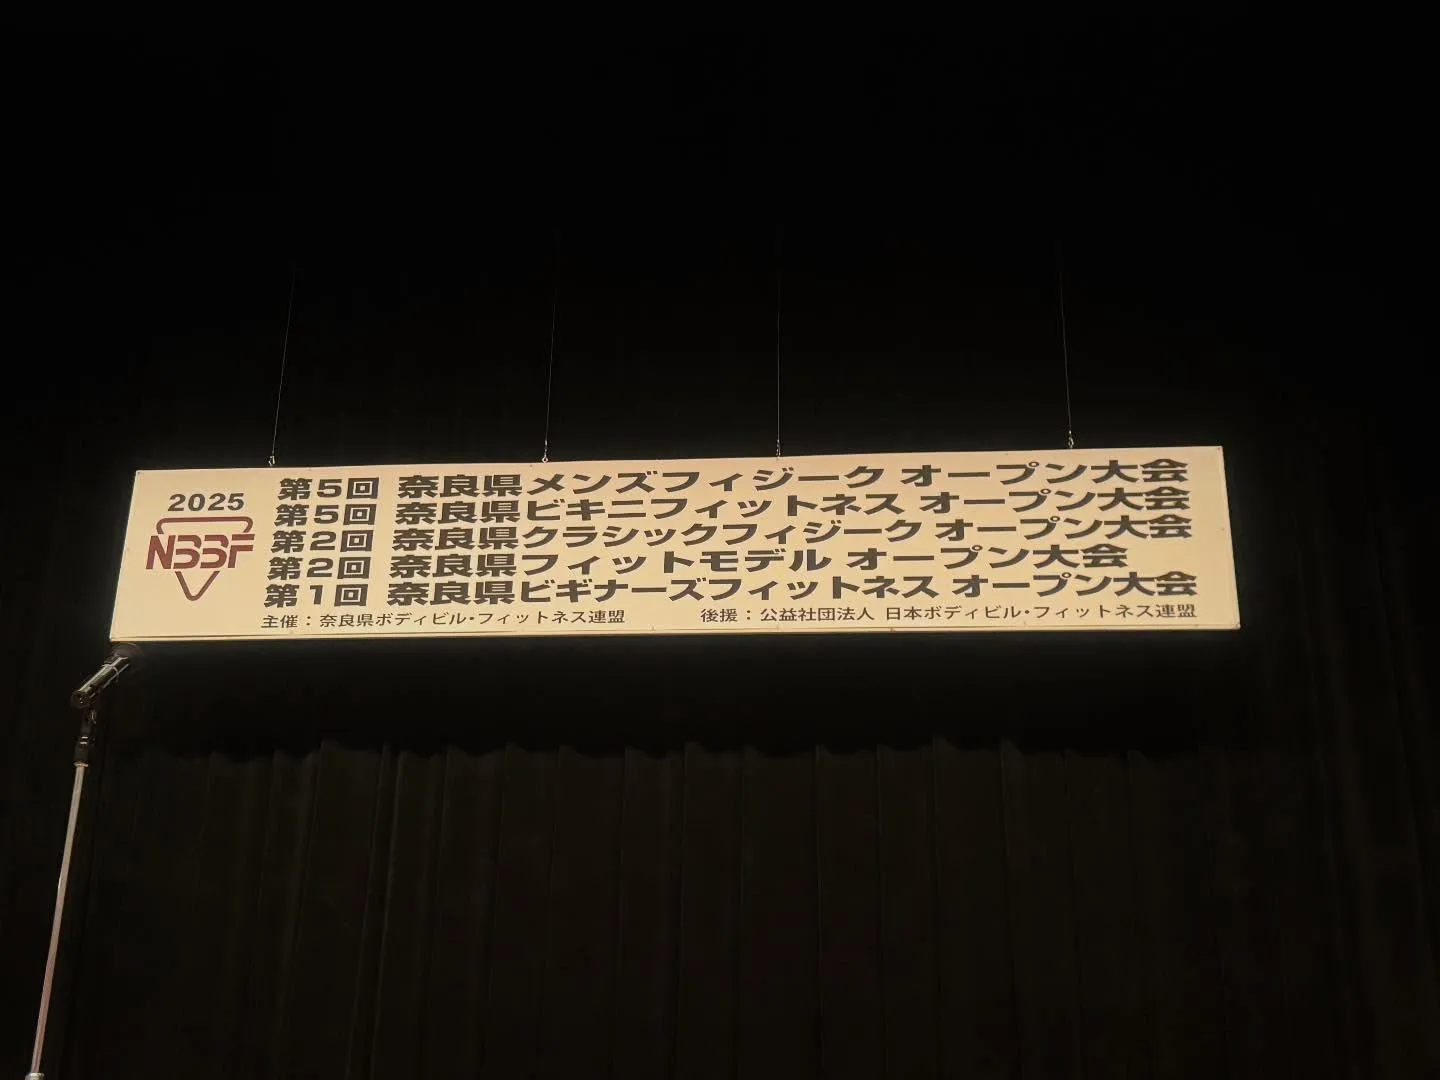 2025
NBBF
第5回 奈良県メンズフィジーク オープン大会
第5回 奈良県ビキニフィットネス オープン大会
第2回 奈良県クラシックフィジーク オープン大会
第2回 奈良県フィットモデル オープン大会
第1回 奈良県ビギナーズフィットネス オープン大会
主催：奈良県ボディビル・フィットネス連盟 後援：公益社団法人 日本ボディビル・フィットネス連盟